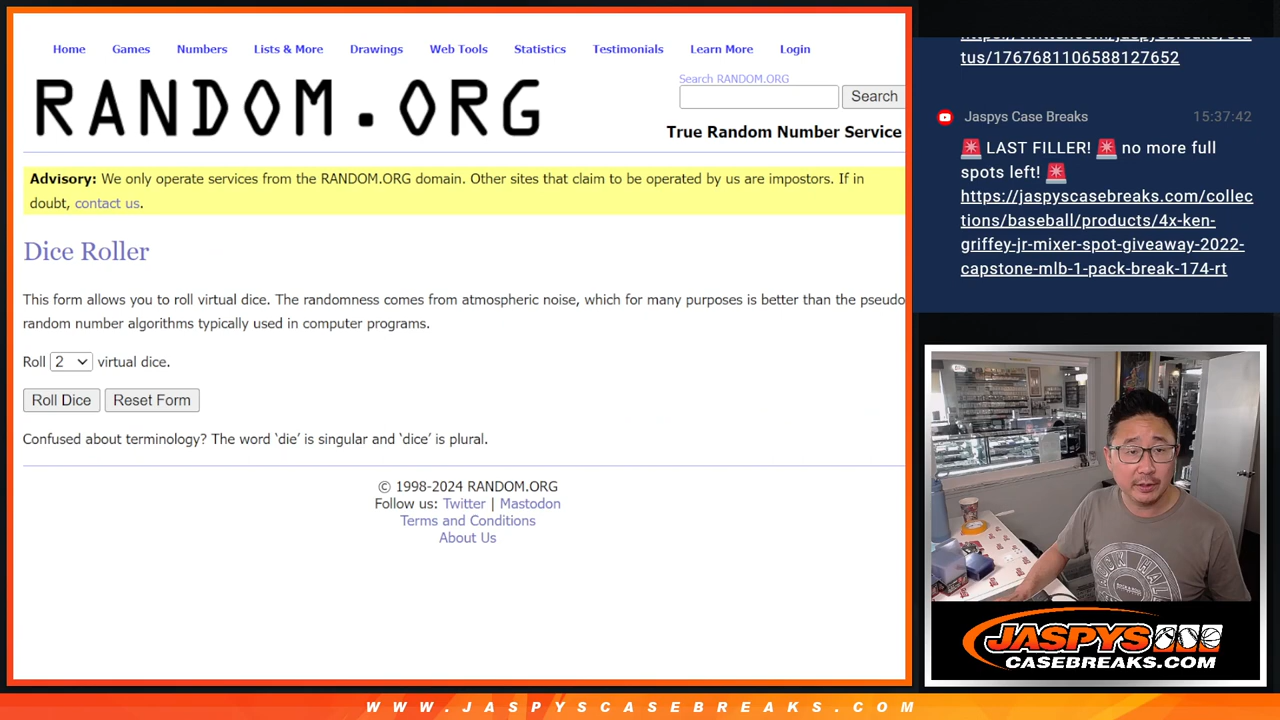 Home Games Numbers Lists & More Drawings Web Tools Statistics Testimonials Learn More Login
RANDOM.ORG
Search RANDOM.ORG
Search
True Random Number Service
Advisory: We only operate services from the RANDOM.ORG domain. Other sites that claim to be operated by us are impostors. If in
doubt, contact us.
Dice Roller
This form allows you to roll virtual dice. The randomness comes from atmospheric noise, which for many purposes is better than the pseudo
random number algorithms typically used in computer programs.
Roll 2 virtual dice.
Roll Dice Reset Form
Confused about terminology? The word ‘die’ is singular and ‘dice’ is plural.
© 1998-2024 RANDOM.ORG
Follow us: Twitter | Mastodon
Terms and Conditions
About Us
https://twitter.com/jaspysbreaks/sta
tus/1767681106588127652
Jaspys Case Breaks 15:37:42
🚨 LAST FILLER! 🚨 no more full
spots left! 🚨
https://jaspyscasebreaks.com/collec
tions/baseball/products/4x-ken-
griffey-jr-mixer-spot-giveaway-2022-
capstone-mlb-1-pack-break-174-rt
JASPYS
CASEBREAKS.COM
WWW.JASPYSCASEBREAKS.COM